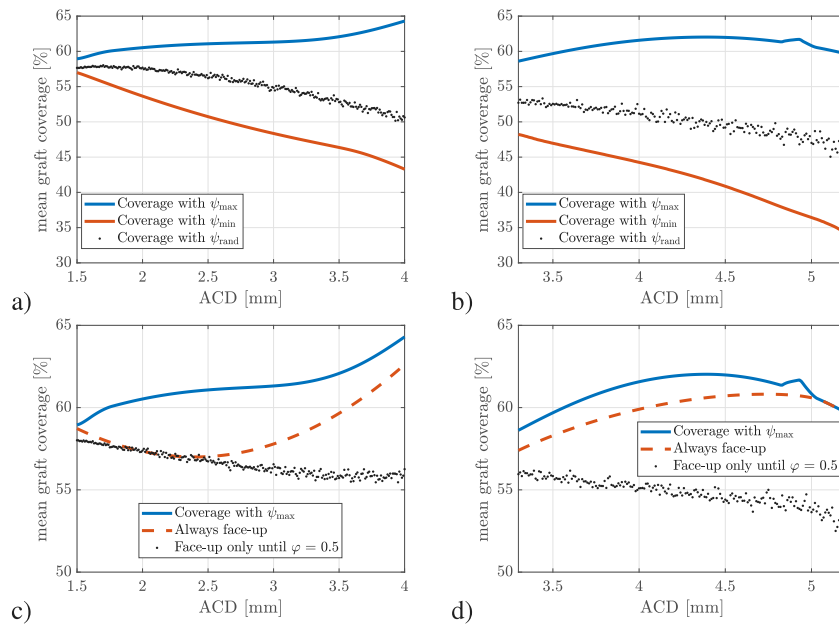 65
60
55
50
45
40
35
30
mean graft coverage [%]
Coverage with ψmax
Coverage with ψmin
Coverage with ψrand
1.5 2 2.5 3 3.5 4
ACD [mm]
a)
65
60
55
50
45
40
35
30
mean graft coverage [%]
Coverage with ψmax
Coverage with ψmin
Coverage with ψrand
3.5 4 4.5 5
ACD [mm]
b)
65
60
55
50
mean graft coverage [%]
Coverage with ψmax
Always face-up
Face-up only until φ = 0.5
1.5 2 2.5 3 3.5 4
ACD [mm]
c)
65
60
55
50
mean graft coverage [%]
Coverage with ψmax
Always face-up
Face-up only until φ = 0.5
3.5 4 4.5 5
ACD [mm]
d)